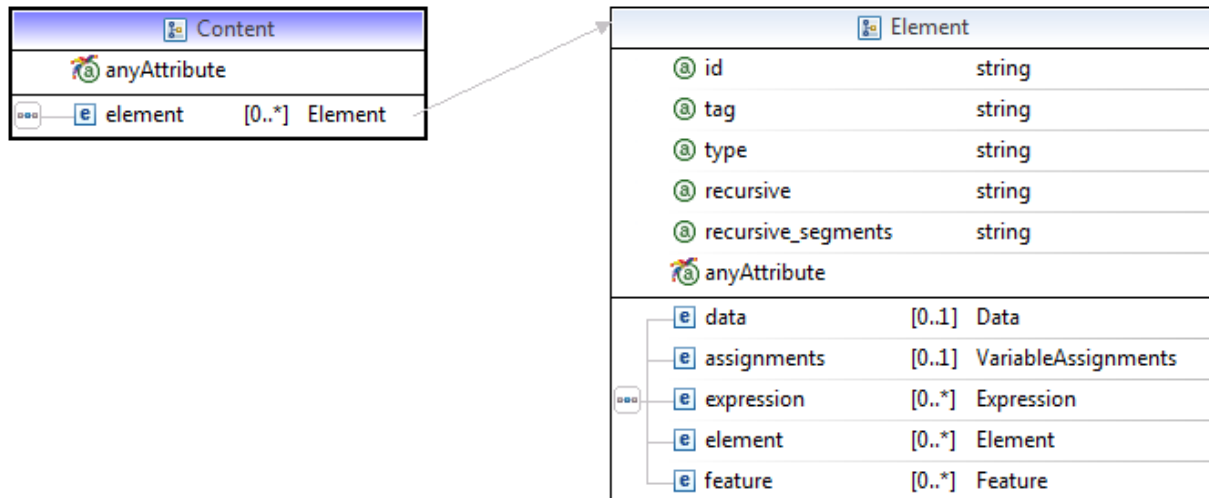 Content
anyAttribute
element [0..*] Element
Element
id string
tag string
type string
recursive string
recursive_segments string
anyAttribute
data [0..1] Data
assignments [0..1] VariableAssignments
expression [0..*] Expression
element [0..*] Element
feature [0..*] Feature